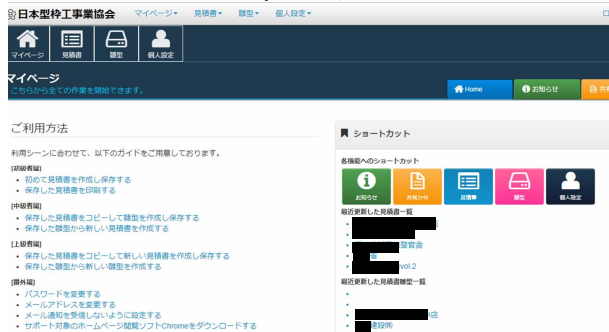 日本型枠工事業協会
マイページ 見積書 雛型 個人設定
マイページ 見積書 雛型 個人設定
マイページ
こちらから全ての作業を開始できます。
Home お知らせ
ご利用方法
利用シーンに合わせて、以下のガイドをご用意しております。
[初級者編]
初めて見積書を作成し保存する
保存した見積書を印刷する
[中級者編]
保存した見積書をコピーして雛型を作成し保存する
保存した雛型から新しい見積書を作成する
[上級者編]
保存した見積書をコピーして新しい見積書を作成し保存する
保存した雛型から新しい雛型を作成する
[番外編]
パスワードを変更する
メールアドレスを変更する
メール通知を受信しないように設定する
サポート対象のホームページ閲覧ソフトChromeをダウンロードする
ショートカット
各機能へのショートカット
お知らせ 共有ファイル 見積書 雛型 個人設定
最近更新した見積書一覧
整官舎
vol.2
最近更新した見積書雛型一覧
店
建設㈱